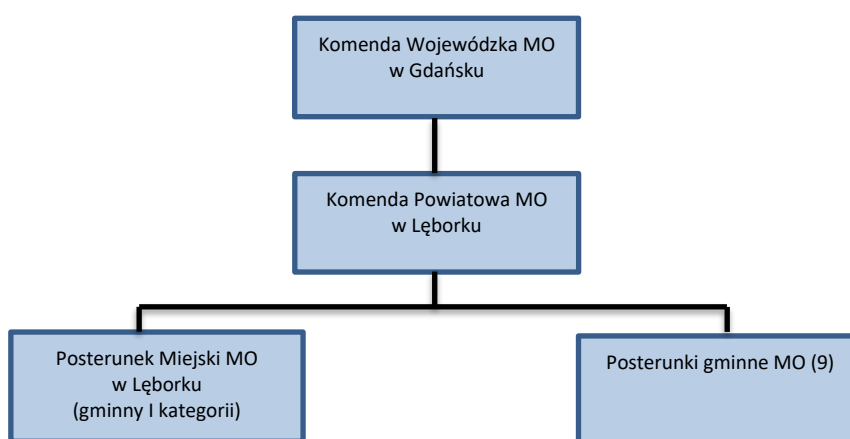 Komenda Wojewódzka MO
w Gdańsku
Komenda Powiatowa MO
w Lęborku
Posterunek Miejski MO
w Lęborku
(gminny I kategorii)
Posterunki gminne MO (9)